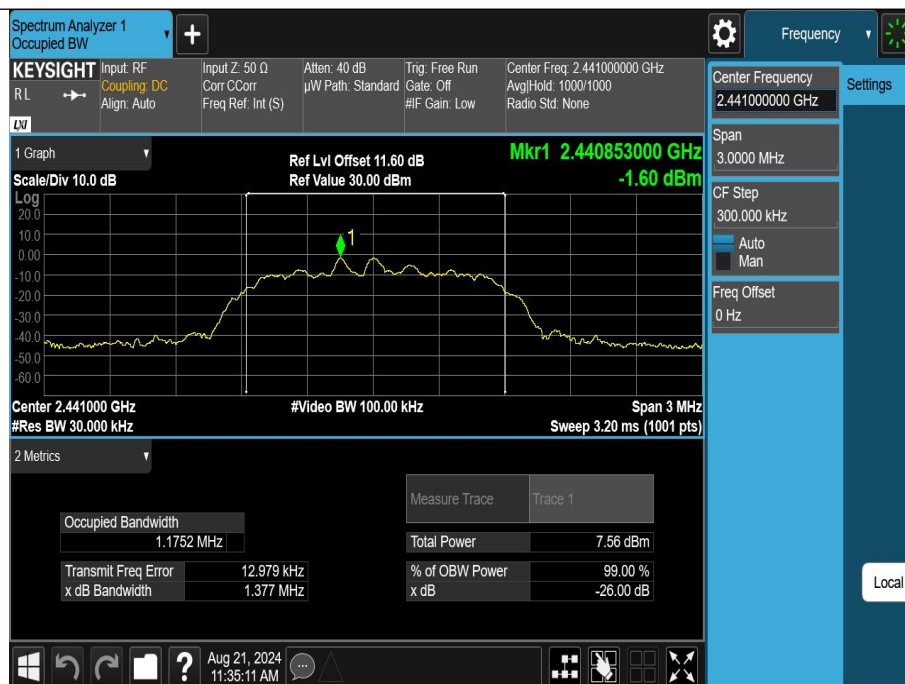 Spectrum Analyzer 1
Occupied BW
+
Frequency
KEYSIGHT
RL
LXI
Input: RF
Coupling: DC
Align: Auto
Input Z: 50 Ω
Corr CCorr
Freq Ref: Int (S)
Atten: 40 dB
µW Path: Standard
Trig: Free Run
Gate: Off
#IF Gain: Low
Center Freq: 2.441000000 GHz
Avg|Hold: 1000/1000
Radio Std: None
Center Frequency
2.441000000 GHz
Settings
Span
3.0000 MHz
CF Step
300.000 kHz
Auto
Man
Freq Offset
0 Hz
1 Graph
Scale/Div 10.0 dB
Ref Lvl Offset 11.60 dB
Ref Value 30.00 dBm
Mkr1 2.440853000 GHz
-1.60 dBm
Log
20.0
10.0
0.00
-10.0
-20.0
-30.0
-40.0
-50.0
-60.0
1
Center 2.441000 GHz
#Video BW 100.00 kHz
Span 3 MHz
#Res BW 30.000 kHz
Sweep 3.20 ms (1001 pts)
2 Metrics
Measure Trace Trace 1
Occupied Bandwidth
1.1752 MHz
Total Power 7.56 dBm
Transmit Freq Error 12.979 kHz
% of OBW Power 99.00 %
x dB Bandwidth 1.377 MHz
x dB -26.00 dB
Local
?
Aug 21, 2024
11:35:11 AM